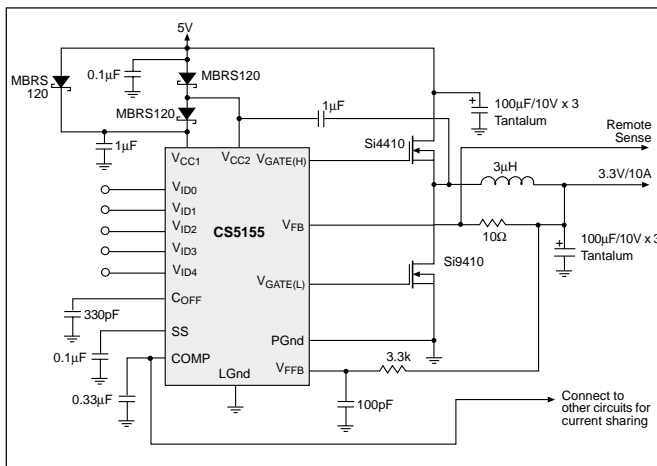 5V
MBRS
120
0.1μF
MBRS120
MBRS120
1μF
1μF
100μF/10V x 3
Tantalum
Remote
Sense
Si4410
3μH
3.3V/10A
VCC1
VCC2
VGATE(H)
VID0
VID1
VID2
VID3
VID4
CS5155
VFB
10Ω
100μF/10V x 3
Tantalum
Si9410
VGATE(L)
COFF
330pF
SS
0.1μF
COMP
0.33μF
LGnd
PGnd
VFFB
3.3k
100pF
Connect to
other circuits for
current sharing